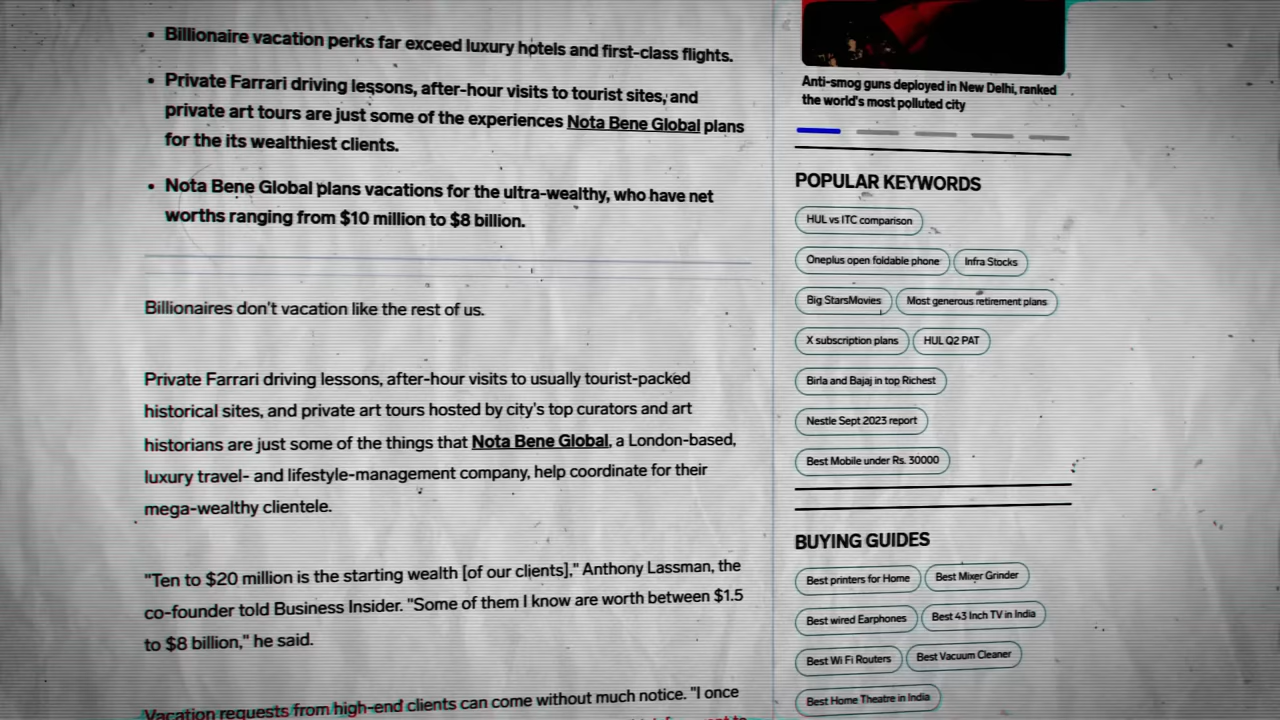 • Billionaire vacation perks far exceed luxury hotels and first-class flights.
• Private Farrari driving lessons, after-hour visits to tourist sites, and
private art tours are just some of the experiences Nota Bene Global plans
for the its wealthiest clients.
• Nota Bene Global plans vacations for the ultra-wealthy, who have net
worths ranging from $10 million to $8 billion.
Billionaires don't vacation like the rest of us.
Private Farrari driving lessons, after-hour visits to usually tourist-packed
historical sites, and private art tours hosted by city's top curators and art
historians are just some of the things that Nota Bene Global, a London-based,
luxury travel- and lifestyle-management company, help coordinate for their
mega-wealthy clientele.
"Ten to $20 million is the starting wealth [of our clients]," Anthony Lassman, the
co-founder told Business Insider. "Some of them I know are worth between $1.5
to $8 billion," he said.
Vacation requests from high-end clients can come without much notice. "I once
Anti-smog guns deployed in New Delhi, ranked
the world's most polluted city
POPULAR KEYWORDS
HUL vs ITC comparison
Oneplus open foldable phone Infra Stocks
Big StarsMovies Most generous retirement plans
X subscription plans HUL Q2 PAT
Birla and Bajaj in top Richest
Nestle Sept 2023 report
Best Mobile under Rs. 30000
BUYING GUIDES
Best printers for Home Best Mixer Grinder
Best wired Earphones Best 43 Inch TV in India
Best Wi Fi Routers Best Vacuum Cleaner
Best Home Theatre in India